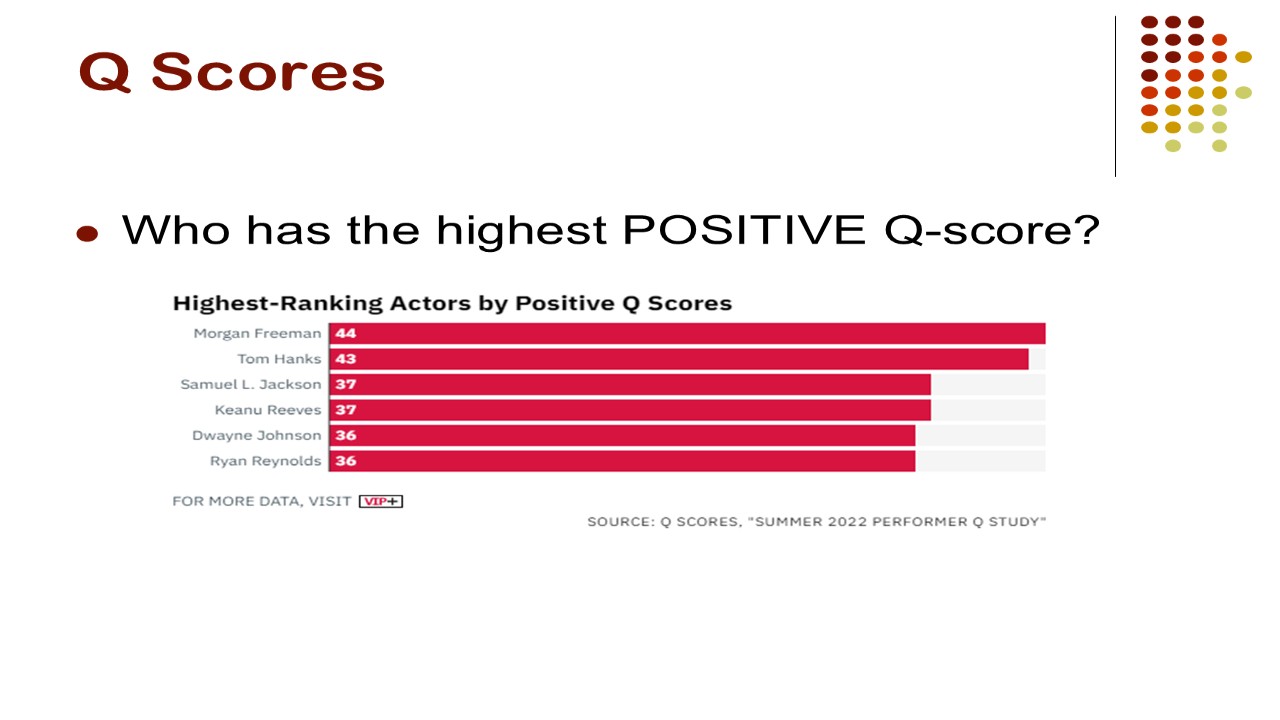 Q Scores
Who has the highest POSITIVE Q-score?
Highest-Ranking Actors by Positive Q Scores
Morgan Freeman 44
Tom Hanks 43
Samuel L. Jackson 37
Keanu Reeves 37
Dwayne Johnson 36
Ryan Reynolds 36
FOR MORE DATA, VISIT VIP+
SOURCE: Q SCORES, "SUMMER 2022 PERFORMER Q STUDY"